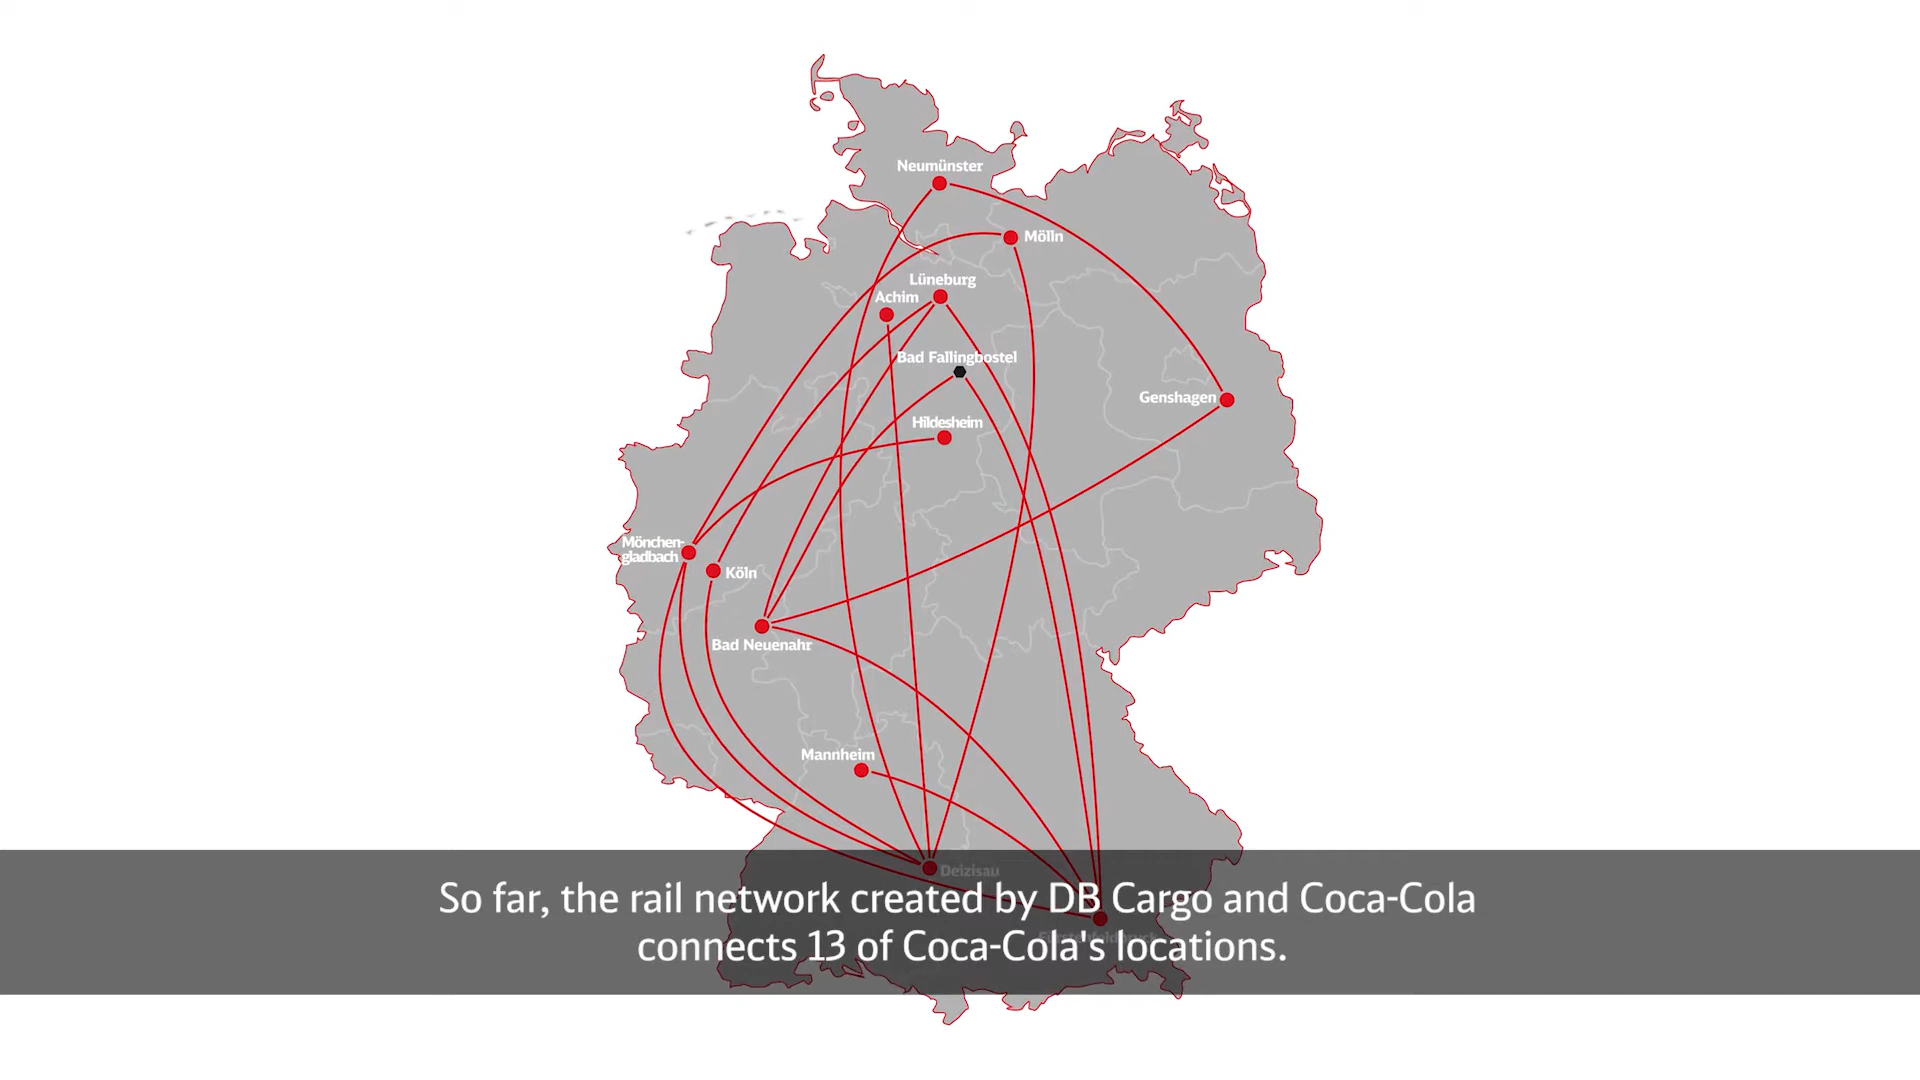 Neumünster
Mölln
Lüneburg
Achim
Bad Fallingbostel
Genshagen
Hildesheim
Mönchen-
gladbach
Köln
Bad Neuenahr
Mannheim
Deizisau
So far, the rail network created by DB Cargo and Coca-Cola
connects 13 of Coca-Cola's locations.